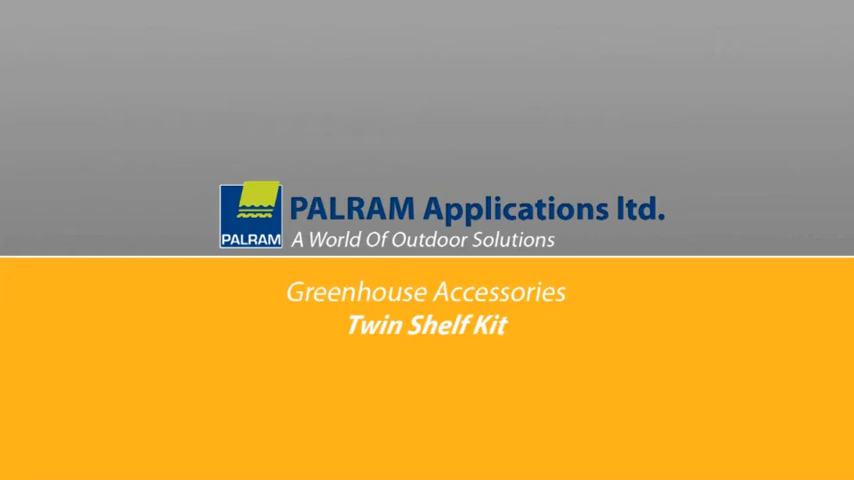 PALRAM Applications ltd.
PALRAM
A World Of Outdoor Solutions
Greenhouse Accessories
Twin Shelf Kit